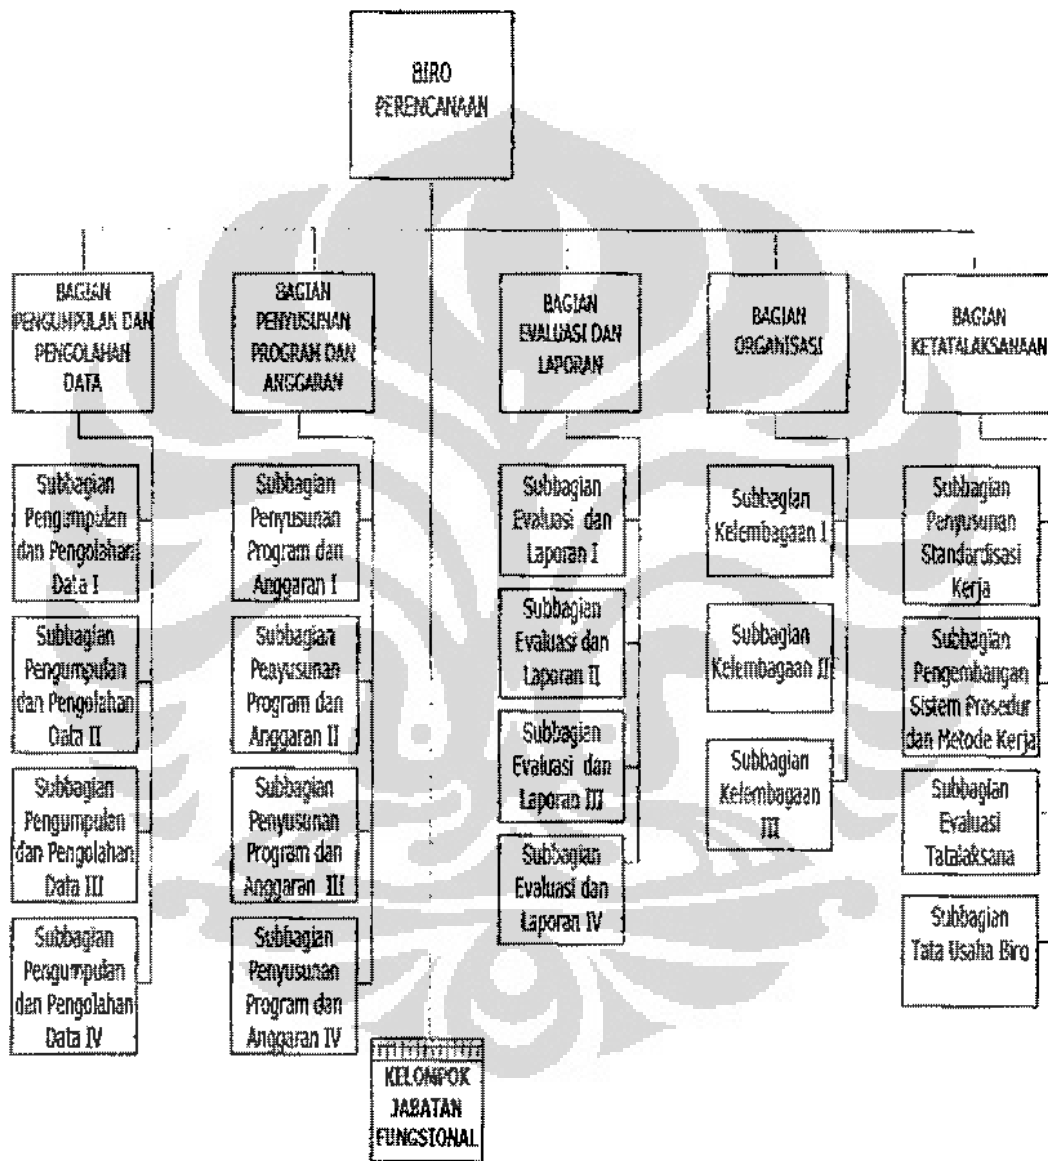 BIRO
PERENCANAAN
BAGIAN
PENGUMPULAN DAN
PENGOLAHAN
DATA
BAGIAN
PENYUSUNAN
PROGRAM DAN
ANGGARAN
BAGIAN
EVALUASI DAN
LAPORAN
BAGIAN
ORGANISASI
BAGIAN
KETATALAKSANAAN
Subbagian
Pengumpulan
dan Pengolahan
Data I
Subbagian
Pengumpulan
dan Pengolahan
Data II
Subbagian
Pengumpulan
dan Pengolahan
Data III
Subbagian
Pengumpulan
dan Pengolahan
Data IV
Subbagian
Penyusunan
Program dan
Anggaran I
Subbagian
Penyusunan
Program dan
Anggaran II
Subbagian
Penyusunan
Program dan
Anggaran III
Subbagian
Penyusunan
Program dan
Anggaran IV
Subbagian
Evaluasi dan
Laporan I
Subbagian
Evaluasi dan
Laporan II
Subbagian
Evaluasi dan
Laporan III
Subbagian
Evaluasi dan
Laporan IV
Subbagian
Kelembagaan I
Subbagian
Kelembagaan II
Subbagian
Kelembagaan
III
Subbagian
Penyusunan
Standardisasi
Kerja
Subbagian
Pengembangan
Sistem Prosedur
dan Metode Kerja
Subbagian
Evaluasi
Tatalaksana
Subbagian
Tata Usaha Biro
KELOMPOK
JABATAN
FUNGSIONAL